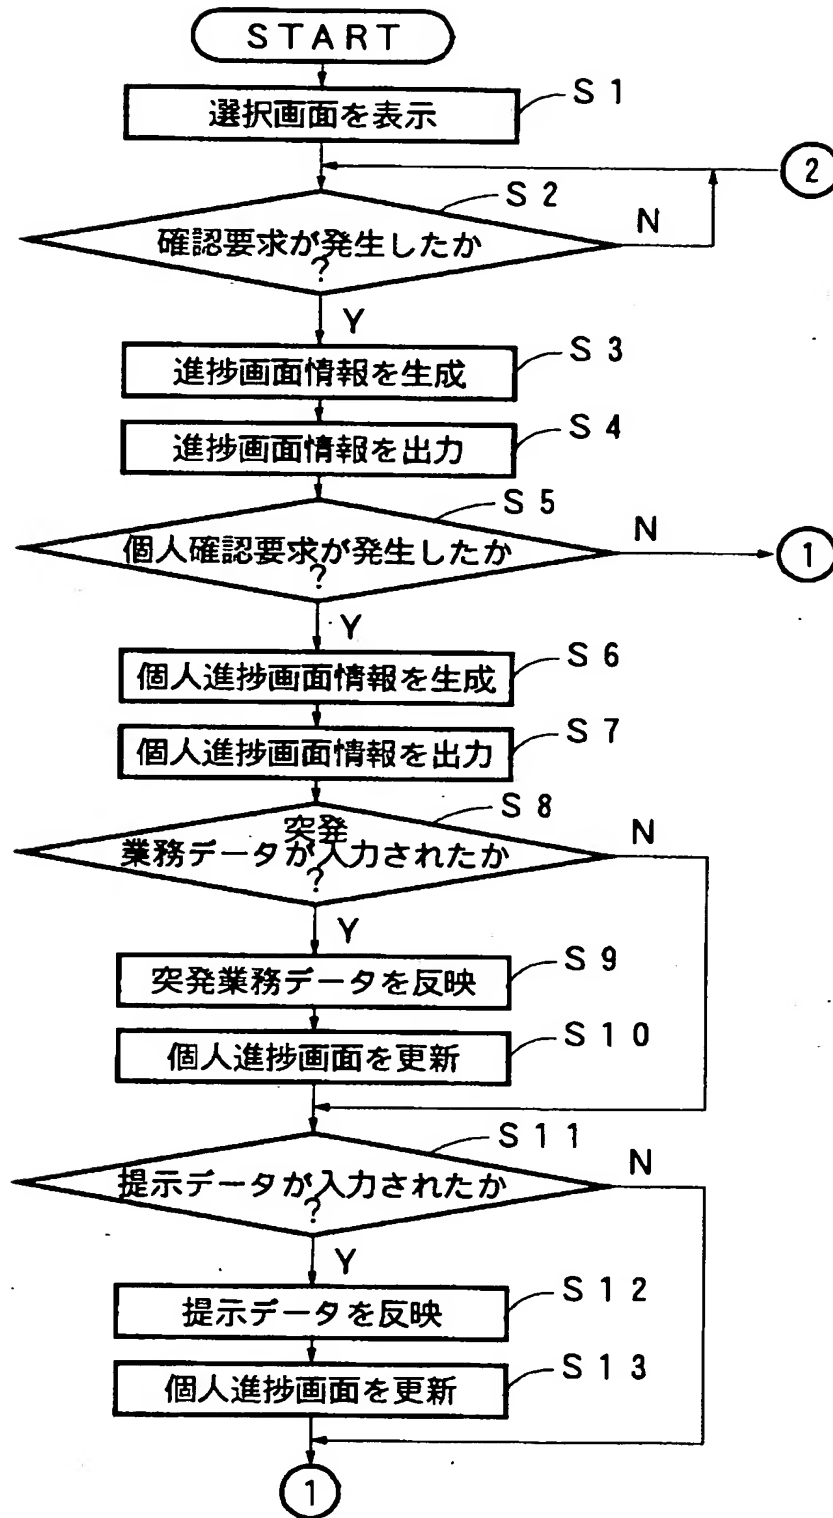 START
選択画面を表示
S1
2
S2
確認要求が発生したか
?
N
Y
進捗画面情報を生成
S3
進捗画面情報を出力
S4
S5
個人確認要求が発生したか
?
N
1
Y
個人進捗画面情報を生成
S6
個人進捗画面情報を出力
S7
S8
突発
業務データが入力されたか
?
N
Y
突発業務データを反映
S9
個人進捗画面を更新
S10
S11
提示データが入力されたか
?
N
Y
提示データを反映
S12
個人進捗画面を更新
S13
1